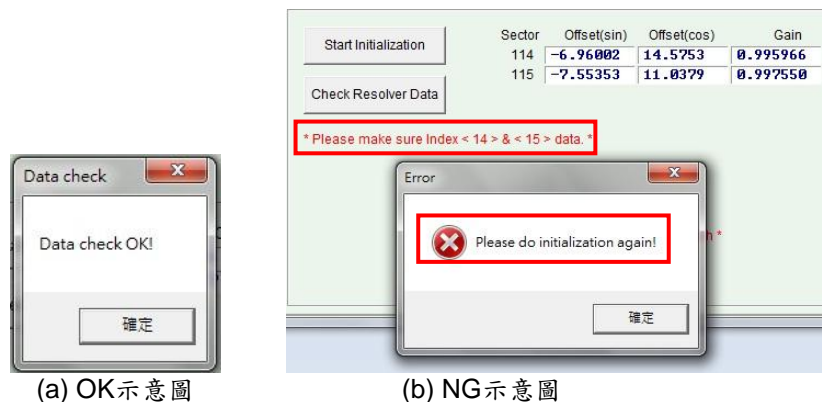 Start Initialization
Check Resolver Data
Sector Offset(sin) Offset(cos) Gain
114 -6.96002 14.5753 0.995966
115 -7.55353 11.0379 0.997550
* Please make sure Index < 14 > & < 15 > data. *
Data check
Data check OK!
確定
Error
Please do initialization again!
h *
確定
(a) OK示意圖
(b) NG示意圖